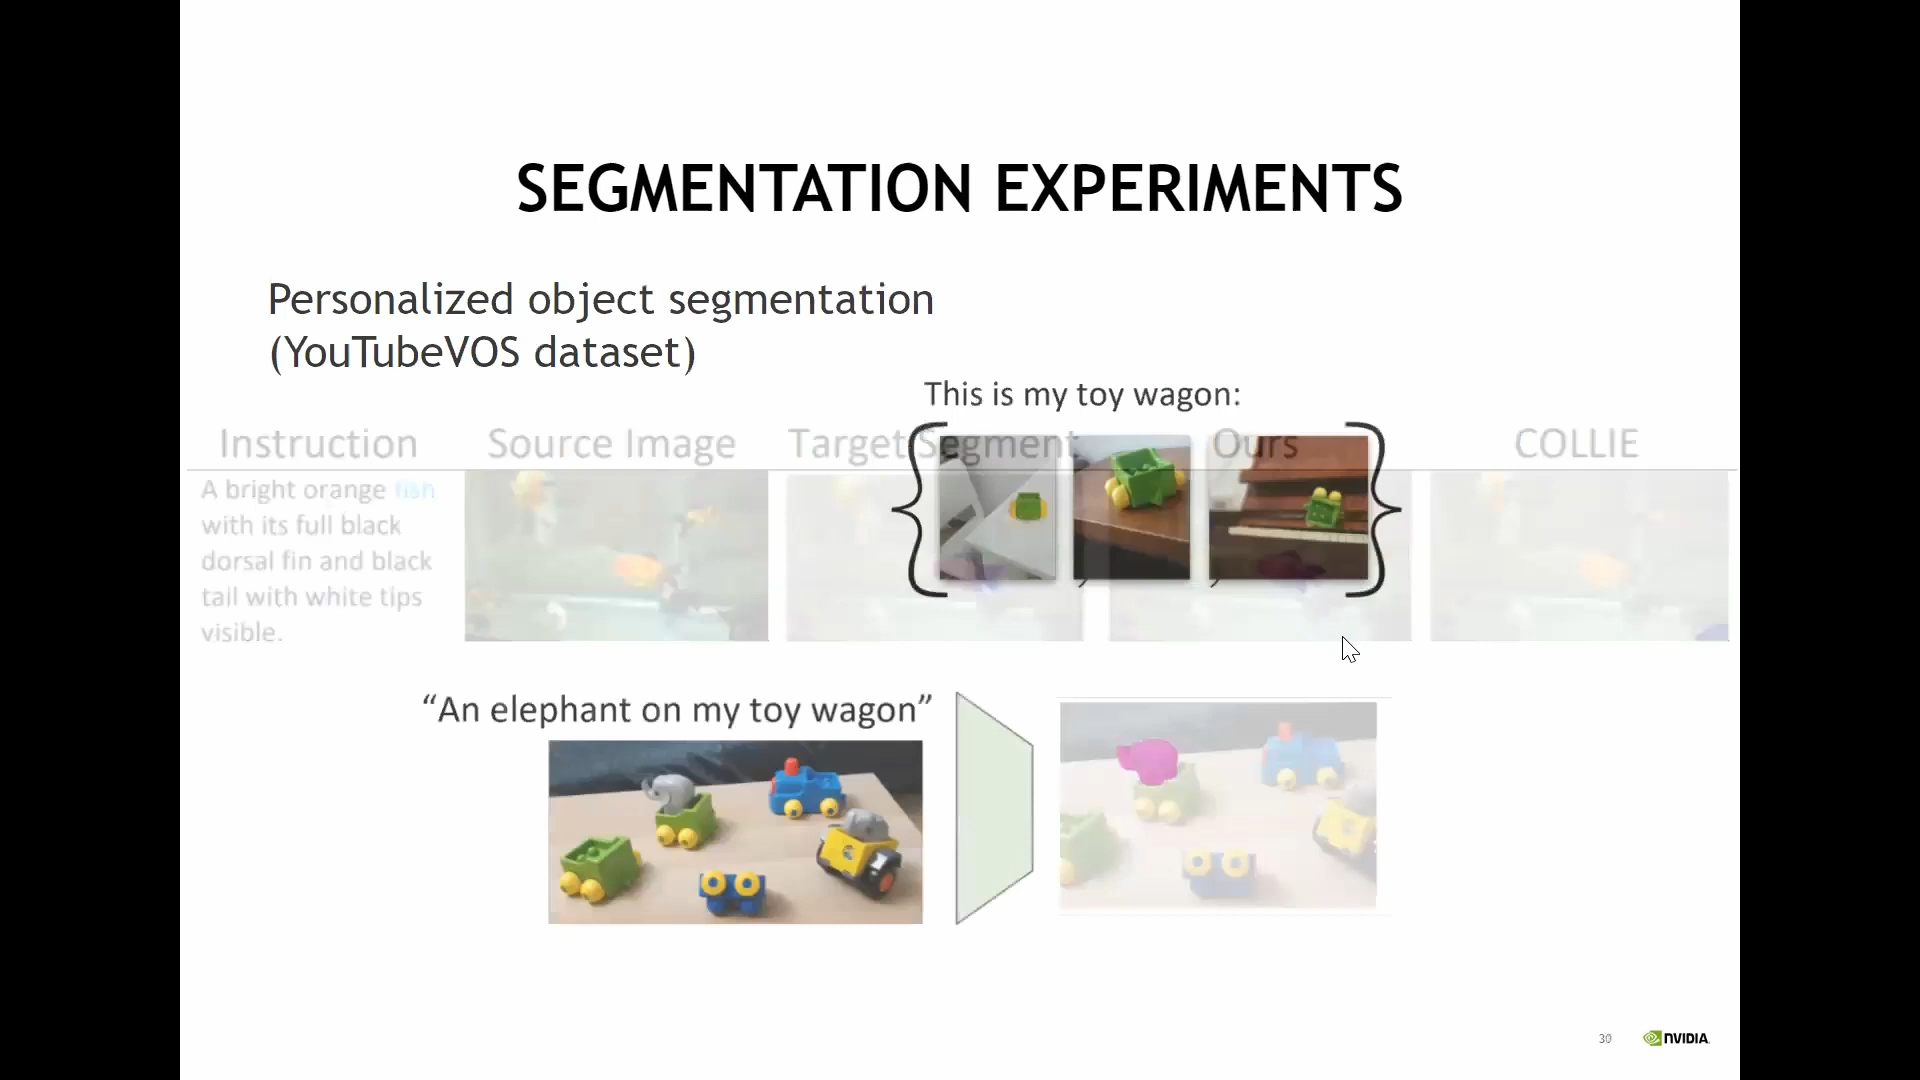 SEGMENTATION EXPERIMENTS
Personalized object segmentation
(YouTubeVOS dataset)
This is my toy wagon:
Instruction
Source Image
Target Segment
Ours
COLLIE
A bright orange fish
with its full black
dorsal fin and black
tail with white tips
visible.
“An elephant on my toy wagon”
30
NVIDIA